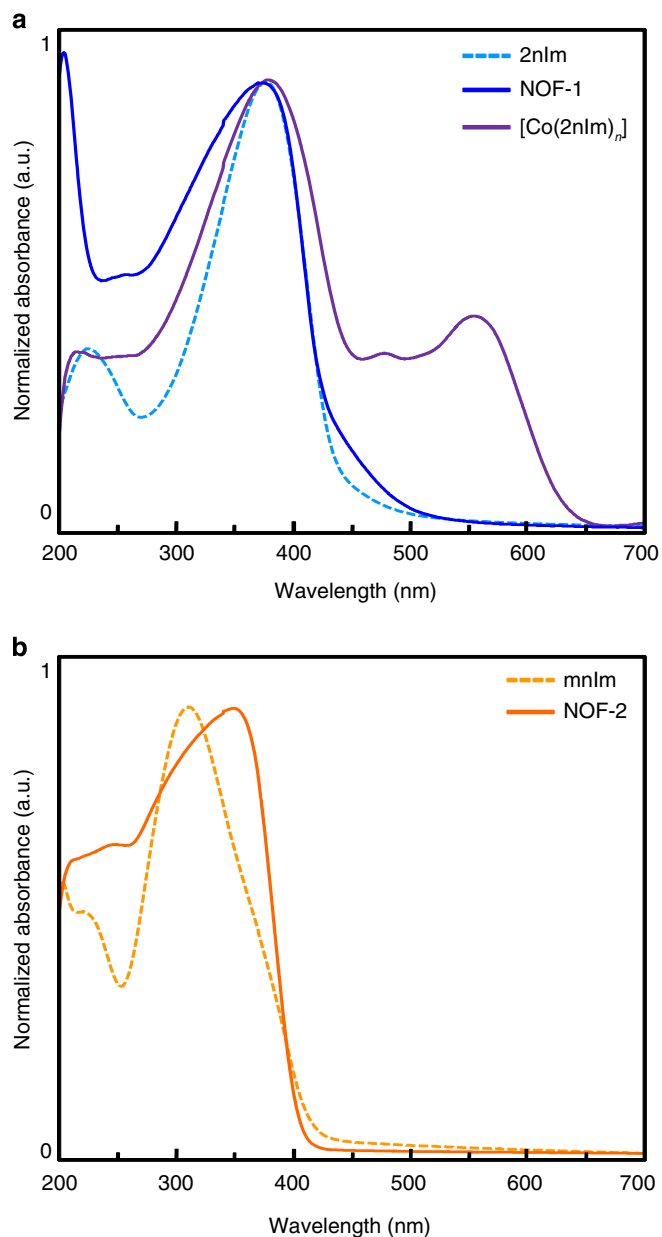 a
1
2nIm
NOF-1
[Co(2nIm)n]
Normalized absorbance (a.u.)
0
200 300 400 500 600 700
Wavelength (nm)
b
1
mnIm
NOF-2
Normalized absorbance (a.u.)
0
200 300 400 500 600 700
Wavelength (nm)